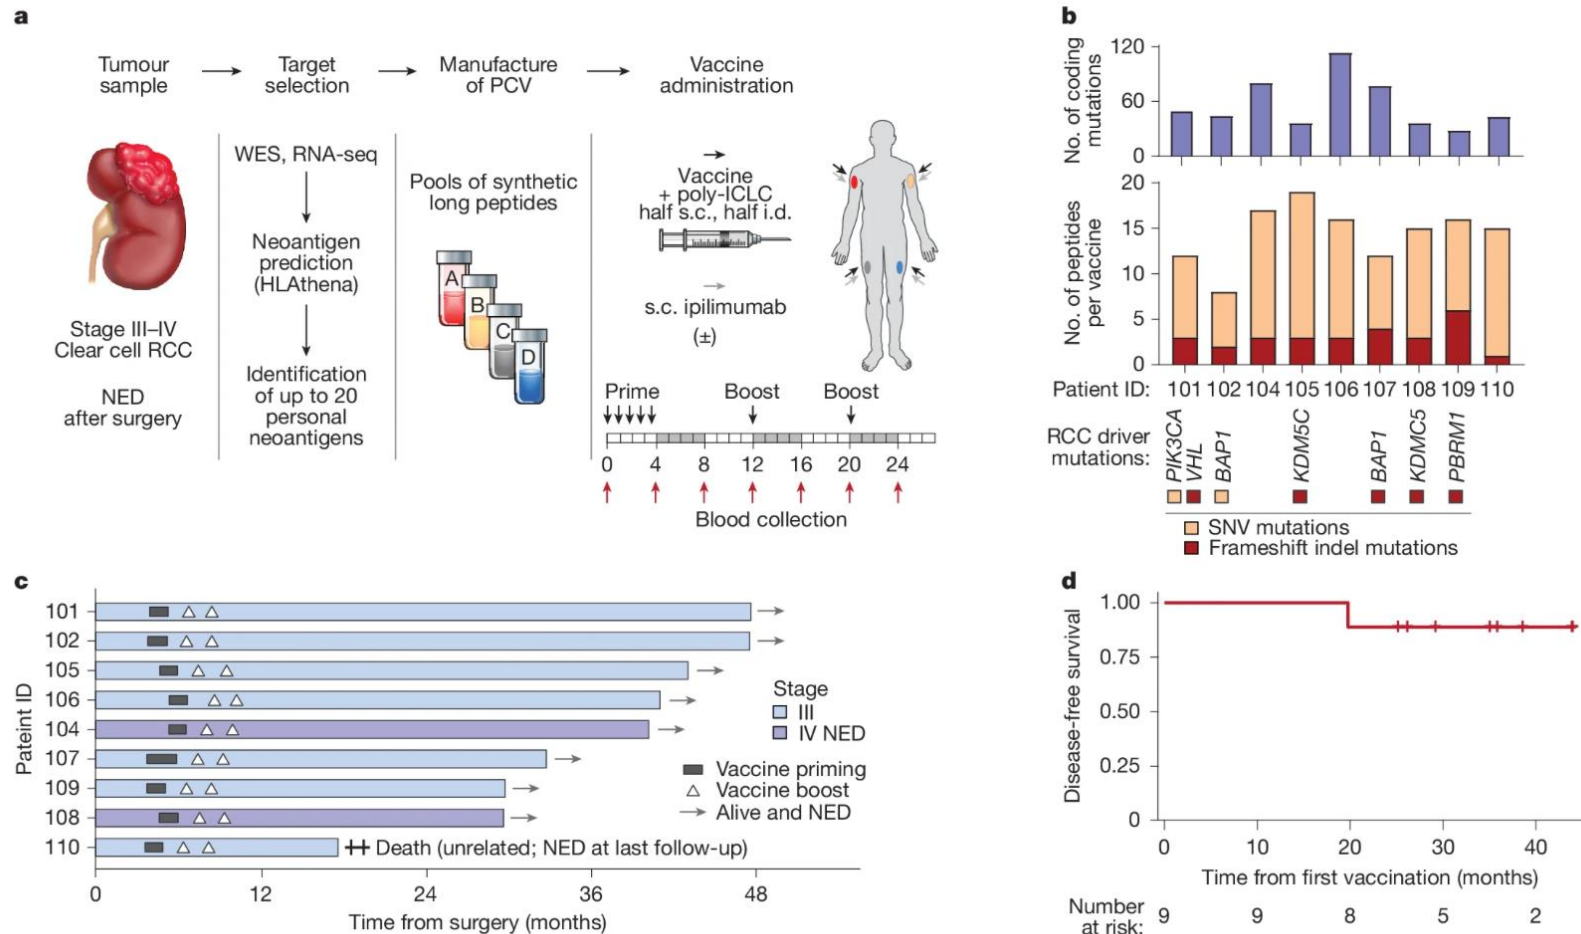 a
Tumour
sample
Target
selection
Manufacture
of PCV
Vaccine
administration
Stage III–IV
Clear cell RCC
NED
after surgery
WES, RNA-seq
Neoantigen
prediction
(HLAthena)
Identification
of up to 20
personal
neoantigens
Pools of synthetic
long peptides
A
B
C
D
Vaccine
+ poly-ICLC
half s.c., half i.d.
s.c. ipilimumab
(±)
Prime
Boost
Boost
0 4 8 12 16 20 24
Blood collection
b
No. of coding
mutations
120
60
0
No. of peptides
per vaccine
20
15
10
5
0
Patient ID: 101 102 104 105 106 107 108 109 110
RCC driver
mutations:
PIK3CA
VHL
BAP1
KDM5C
BAP1
KDMC5
PBRM1
SNV mutations
Frameshift indel mutations
c
Pateint ID
101
102
105
106
104
107
109
108
110
Stage
III
IV NED
Vaccine priming
Vaccine boost
Alive and NED
Death (unrelated; NED at last follow-up)
0 12 24 36 48
Time from surgery (months)
d
Disease-free survival
1.00
0.75
0.50
0.25
0
0 10 20 30 40
Time from first vaccination (months)
Number
at risk:
9 9 8 5 2